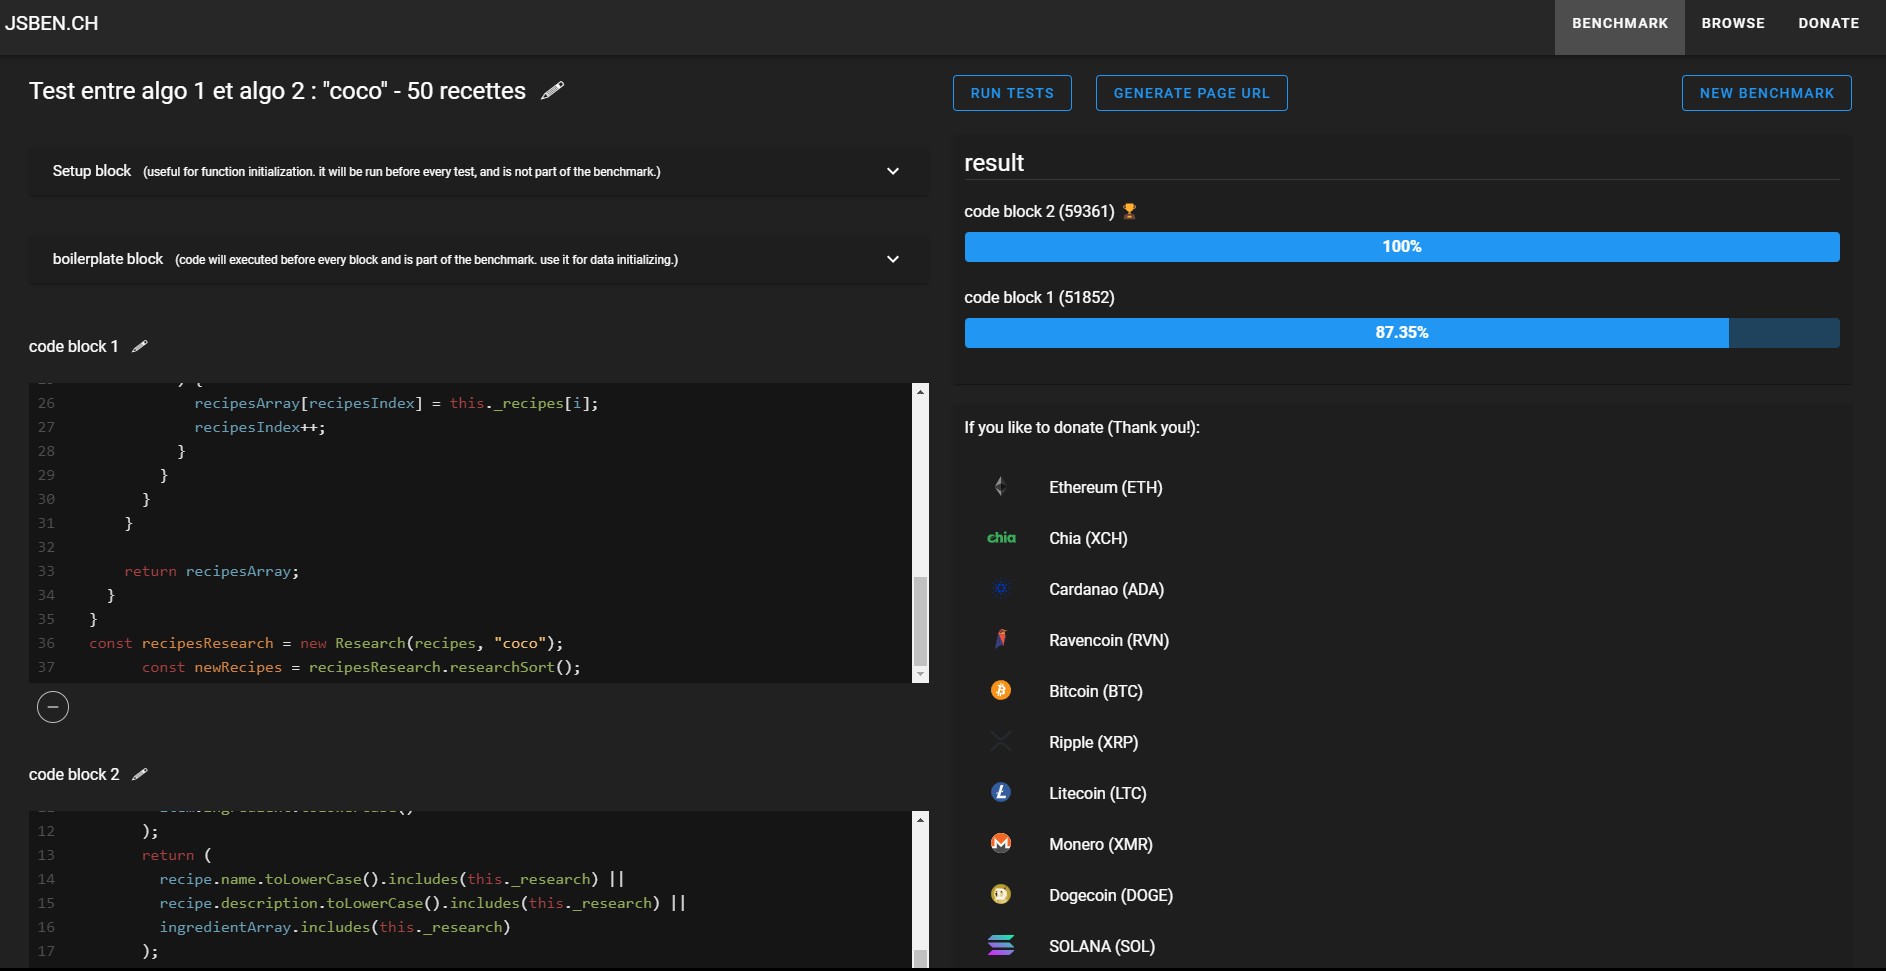 JSBEN.CH
BENCHMARK BROWSE DONATE
Test entre algo 1 et algo 2 : "coco" - 50 recettes
RUN TESTS GENERATE PAGE URL NEW BENCHMARK
Setup block (useful for function initialization. it will be run before every test, and is not part of the benchmark.)
boilerplate block (code will executed before every block and is part of the benchmark. use it for data initializing.)
code block 1
26 recipesArray[recipesIndex] = this._recipes[i];
27 recipesIndex++;
28 }
29 }
30 }
31 }
32
33 return recipesArray;
34 }
35 }
36 const recipesResearch = new Research(recipes, "coco");
37 const newRecipes = recipesResearch.researchSort();
code block 2
12 );
13 return (
14 recipe.name.toLowerCase().includes(this._research) ||
15 recipe.description.toLowerCase().includes(this._research) ||
16 ingredientArray.includes(this._research)
17 );
result
code block 2 (59361)
100%
code block 1 (51852)
87.35%
If you like to donate (Thank you!):
Ethereum (ETH)
chia Chia (XCH)
Cardanao (ADA)
Ravencoin (RVN)
Bitcoin (BTC)
Ripple (XRP)
Litecoin (LTC)
Monero (XMR)
Dogecoin (DOGE)
SOLANA (SOL)